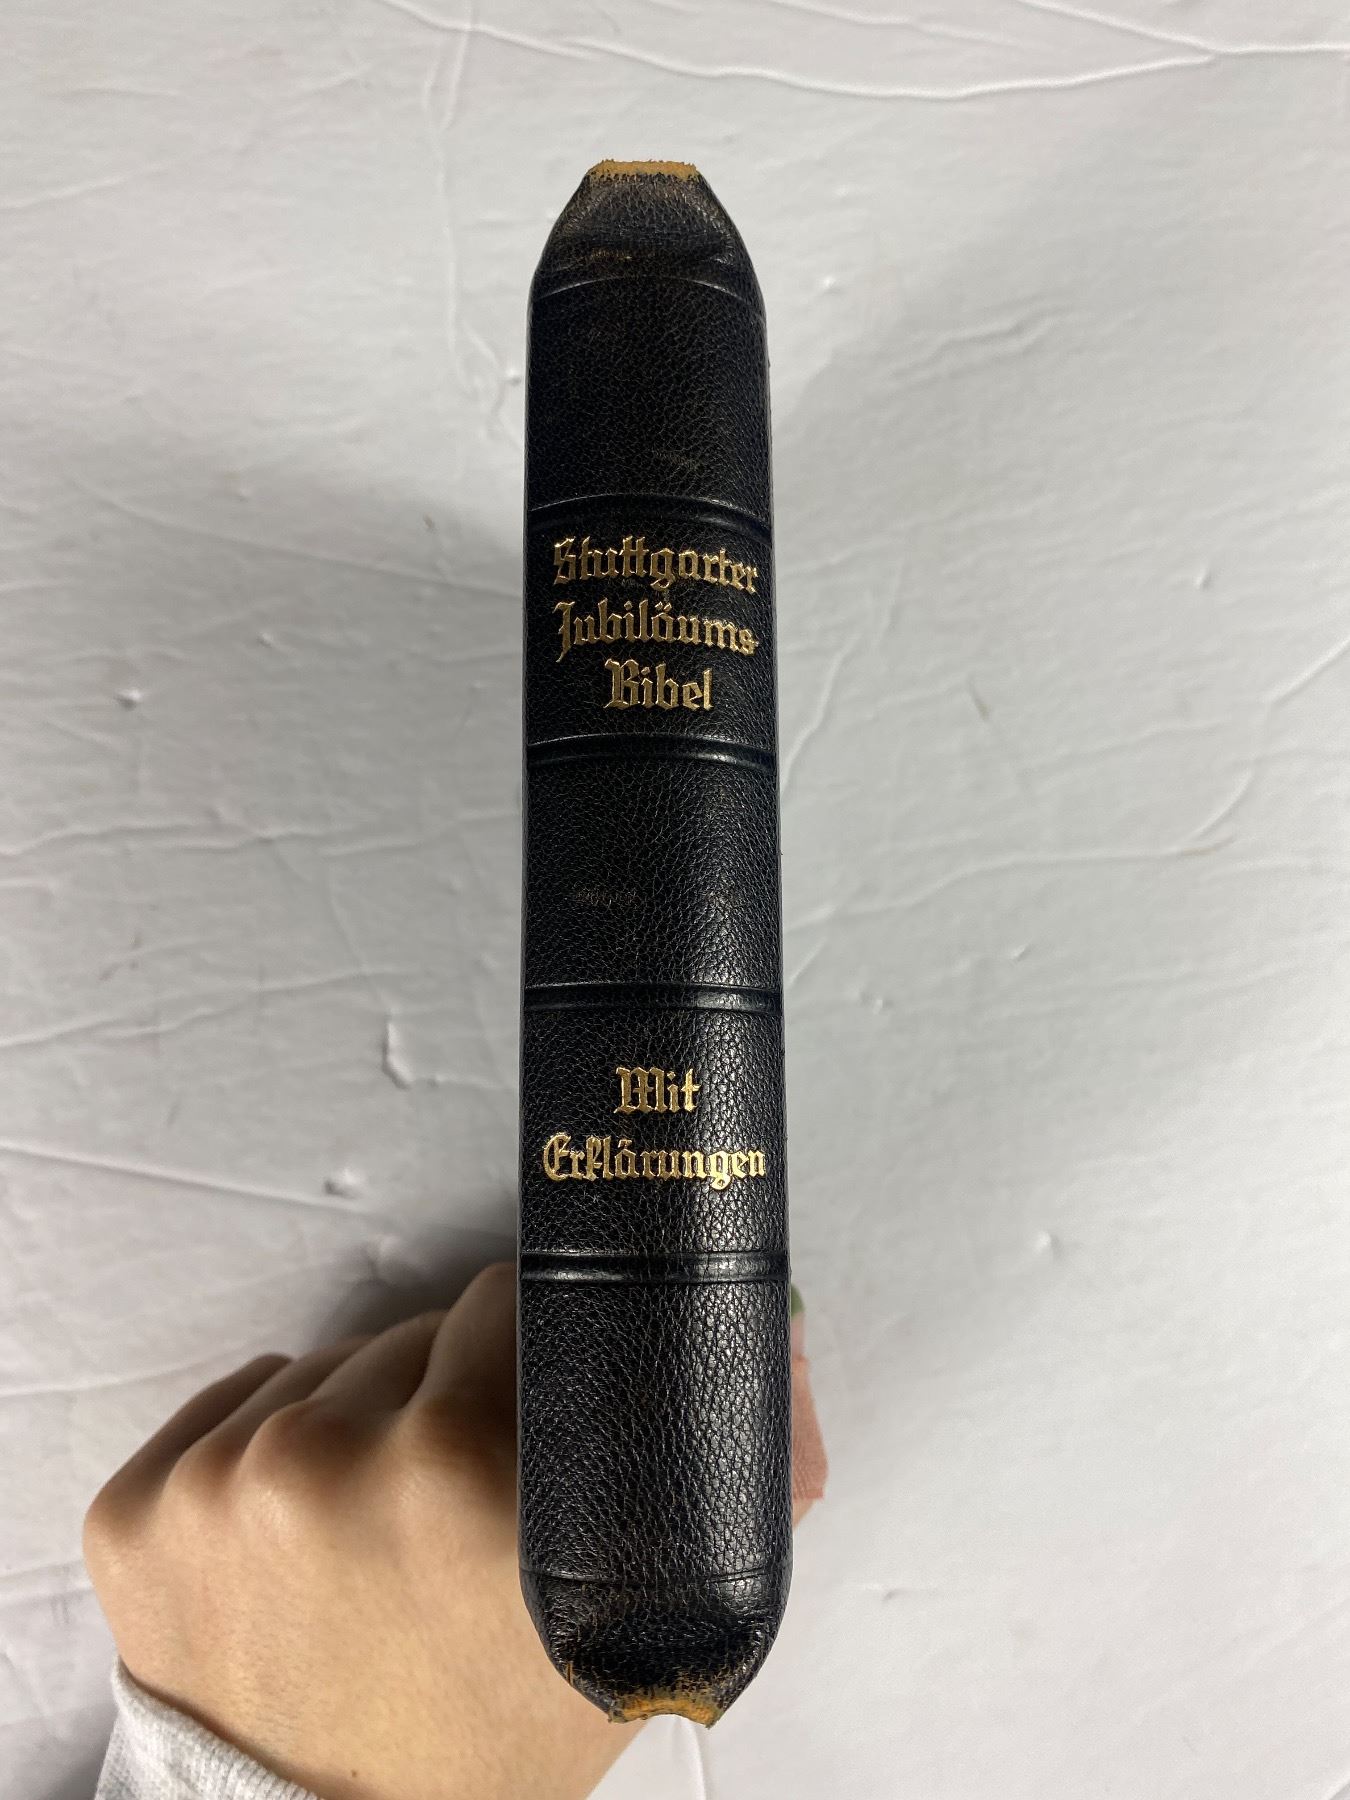 Stuttgarter
Jubiläums-
Bibel
Mit
Erklärungen